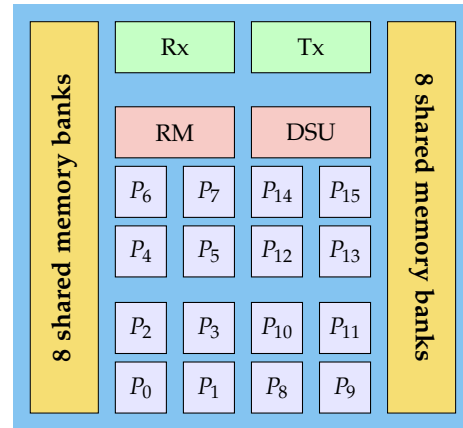 8 shared memory banks
Rx Tx
RM DSU
P6 P7 P14 P15
P4 P5 P12 P13
P2 P3 P10 P11
P0 P1 P8 P9
8 shared memory banks